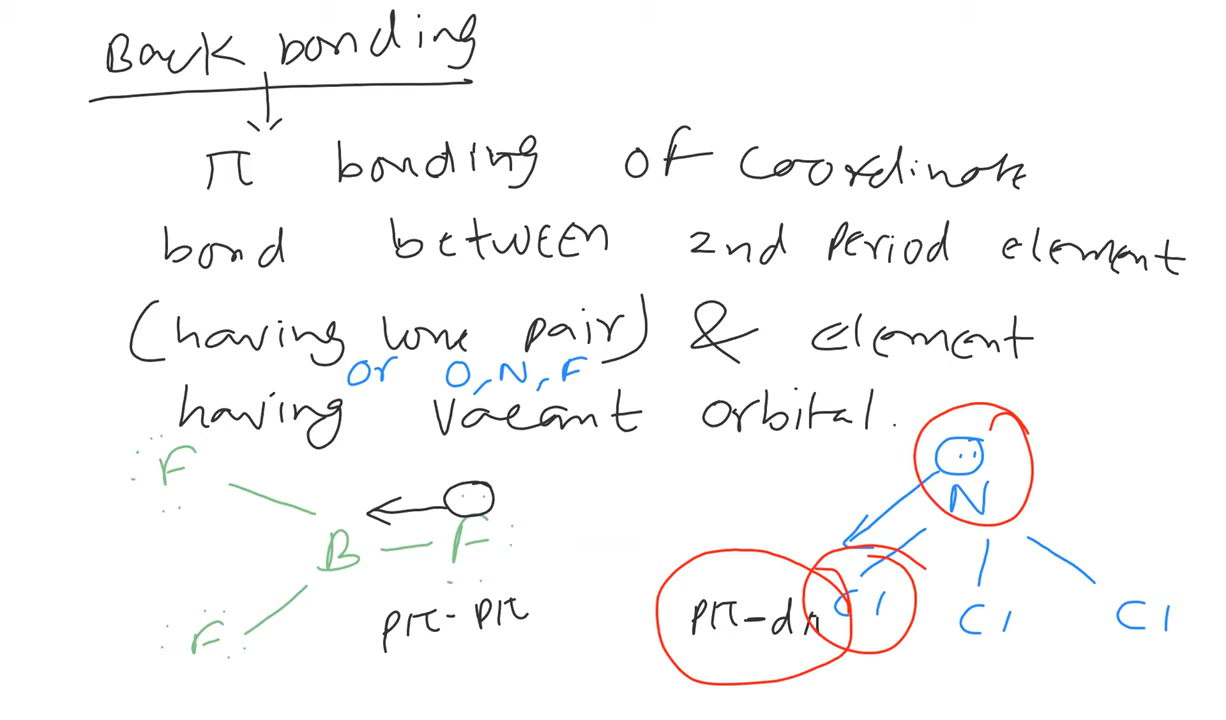 Back bonding
π bonding of coordinate
bond between 2nd period element
(having lone pair) & element
or O, N, F
having vacant orbital.
F
N
B F
F
pπ-pπ
pπ-dπ
Cl Cl Cl